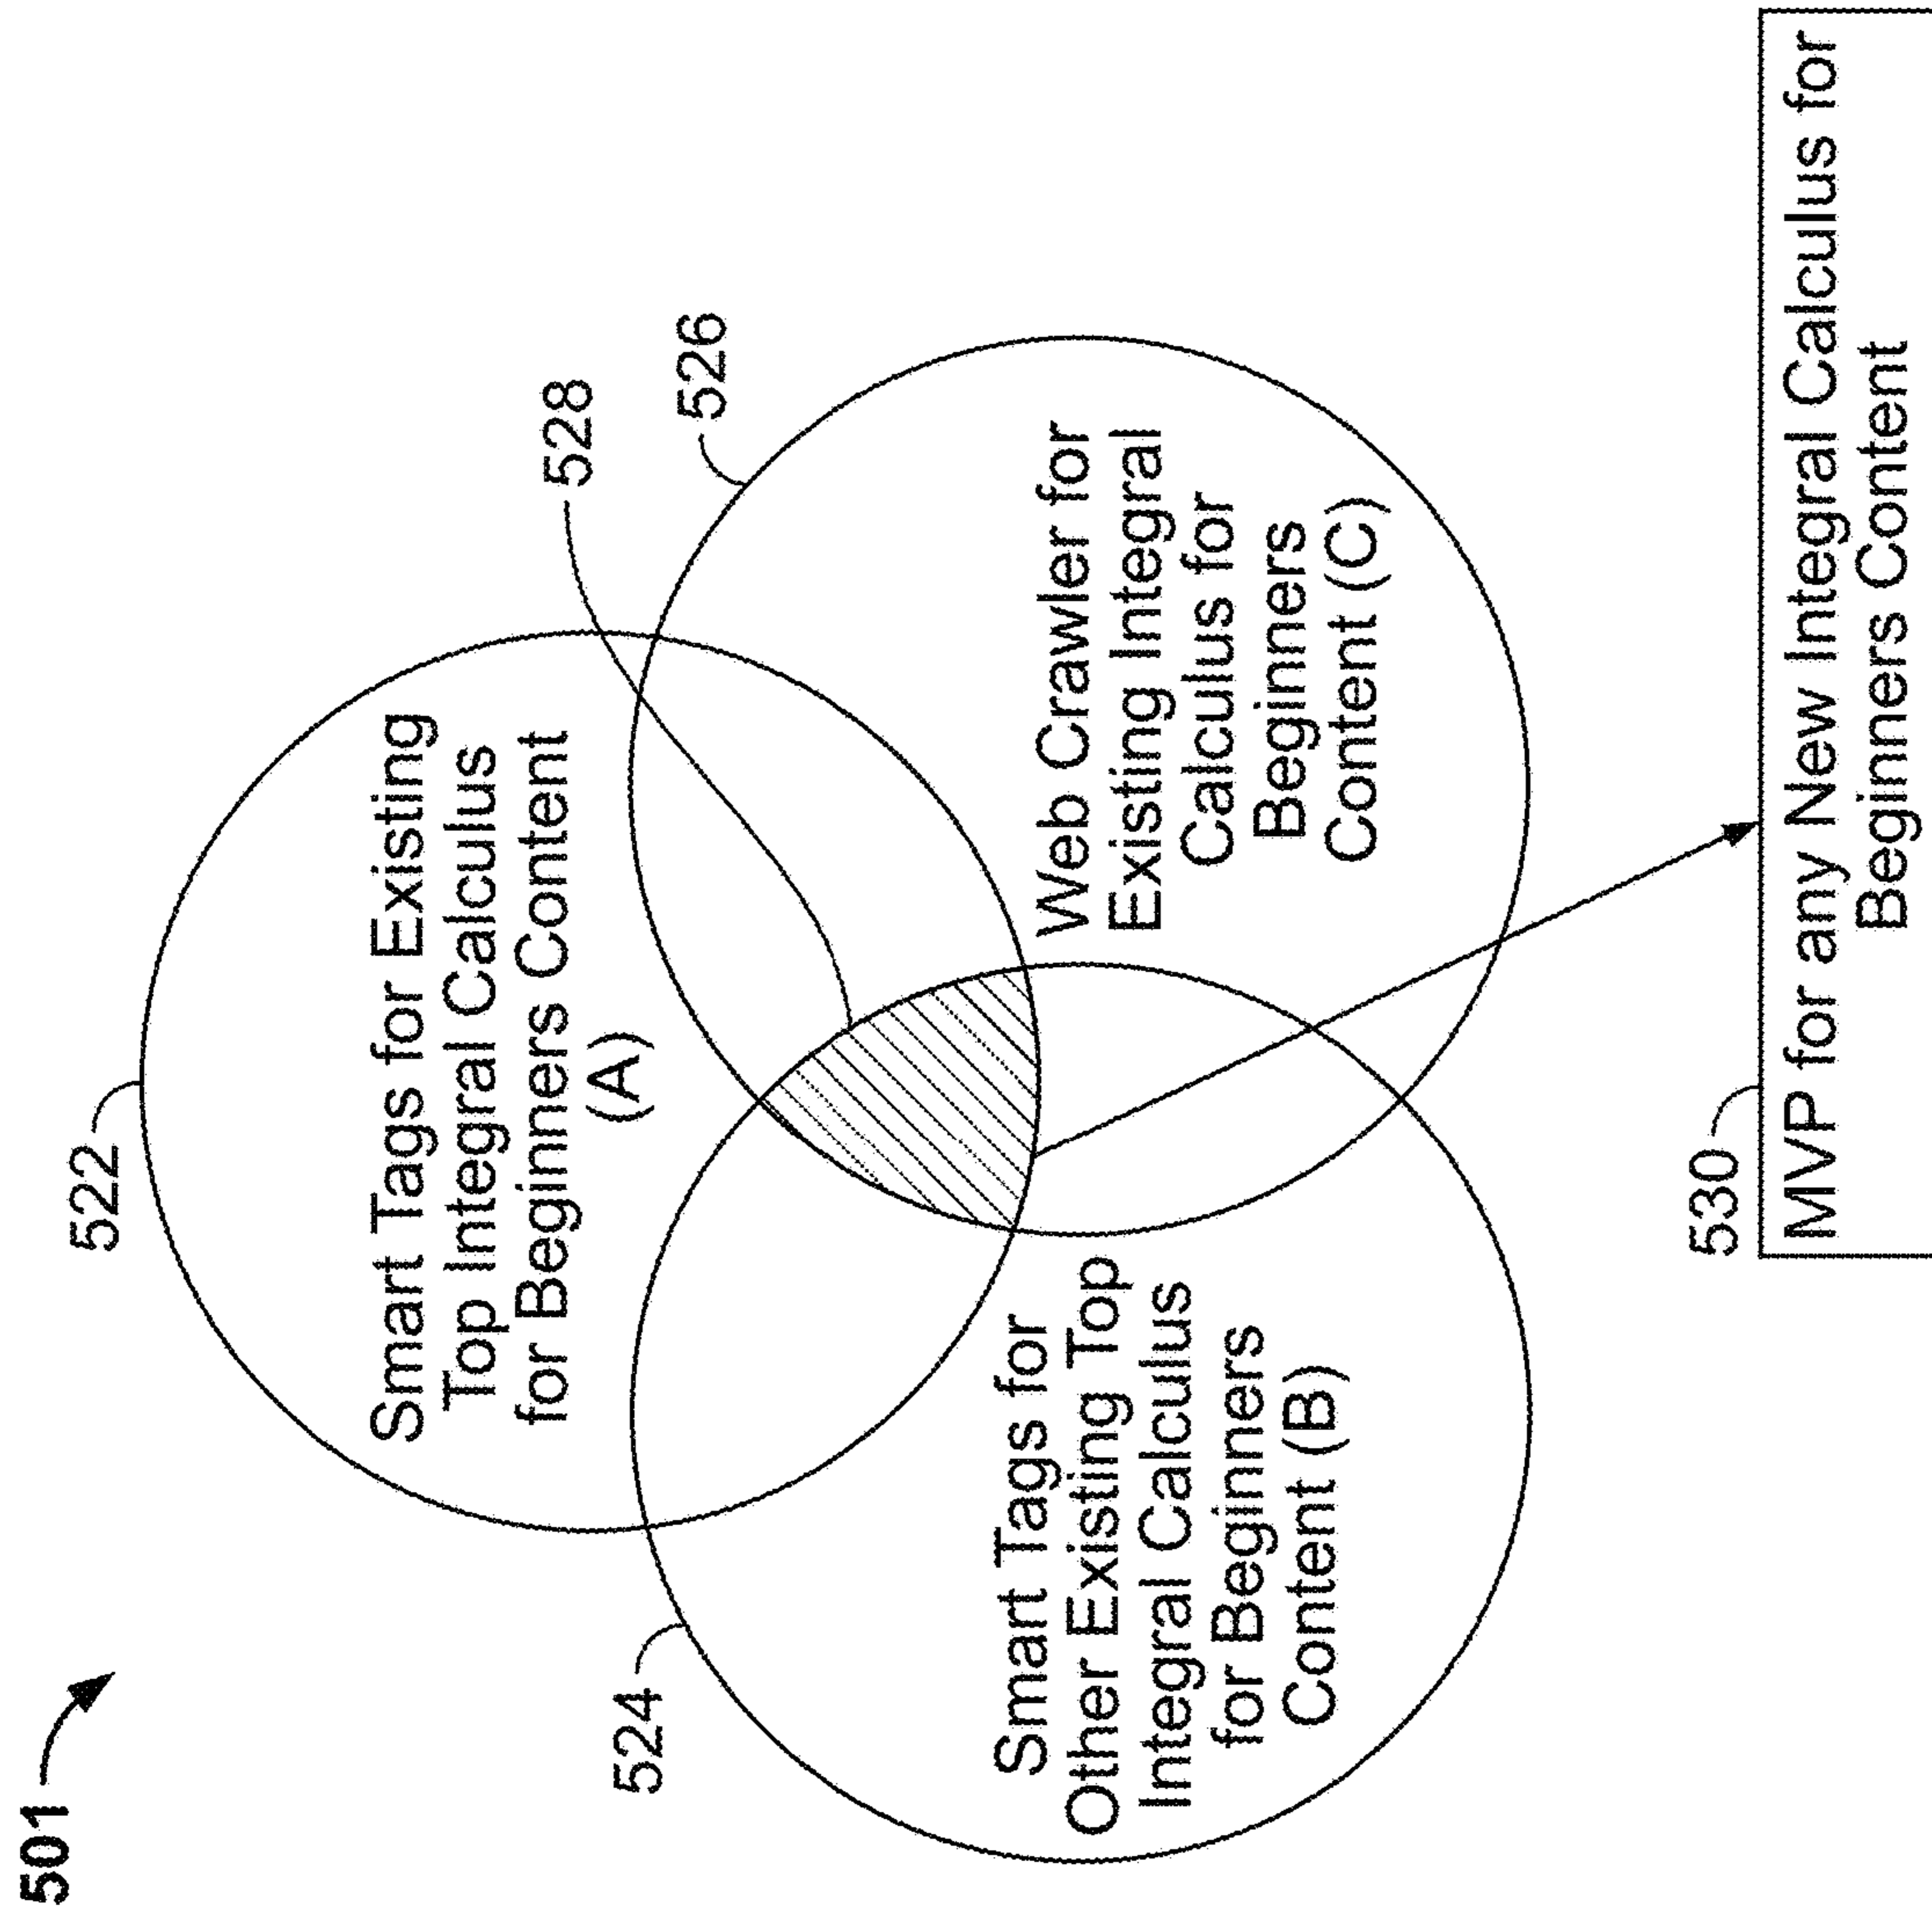 501
522
Smart Tags for Existing
Top Integral Calculus
for Beginners Content
(A)
528
526
524
Smart Tags for
Other Existing Top
Integral Calculus
for Beginners
Content (B)
Web Crawler for
Existing Integral
Calculus for
Beginners
Content (C)
530
MVP for any New Integral Calculus for
Beginners Content